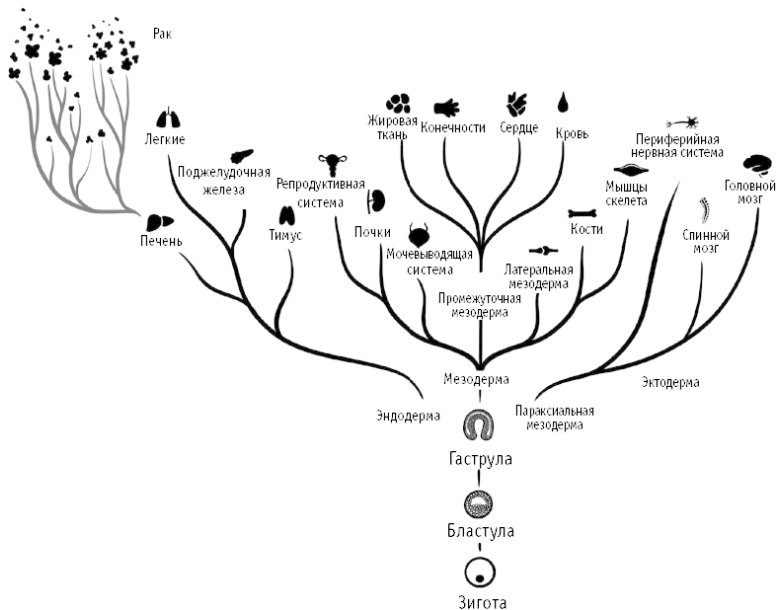 Рак
Легкие
Жировая
ткань
Конечности
Сердце
Кровь
Периферийная
нервная система
Поджелудочная
железа
Репродуктивная
система
Мышцы
скелета
Головной
мозг
Печень
Тимус
Почки
Кости
Спинной
мозг
Мочевыводящая
система
Латеральная
мезодерма
Промежуточная
мезодерма
Мезодерма
Эктодерма
Эндодерма
Параксиальная
мезодерма
Гаструла
Бластула
Зигота